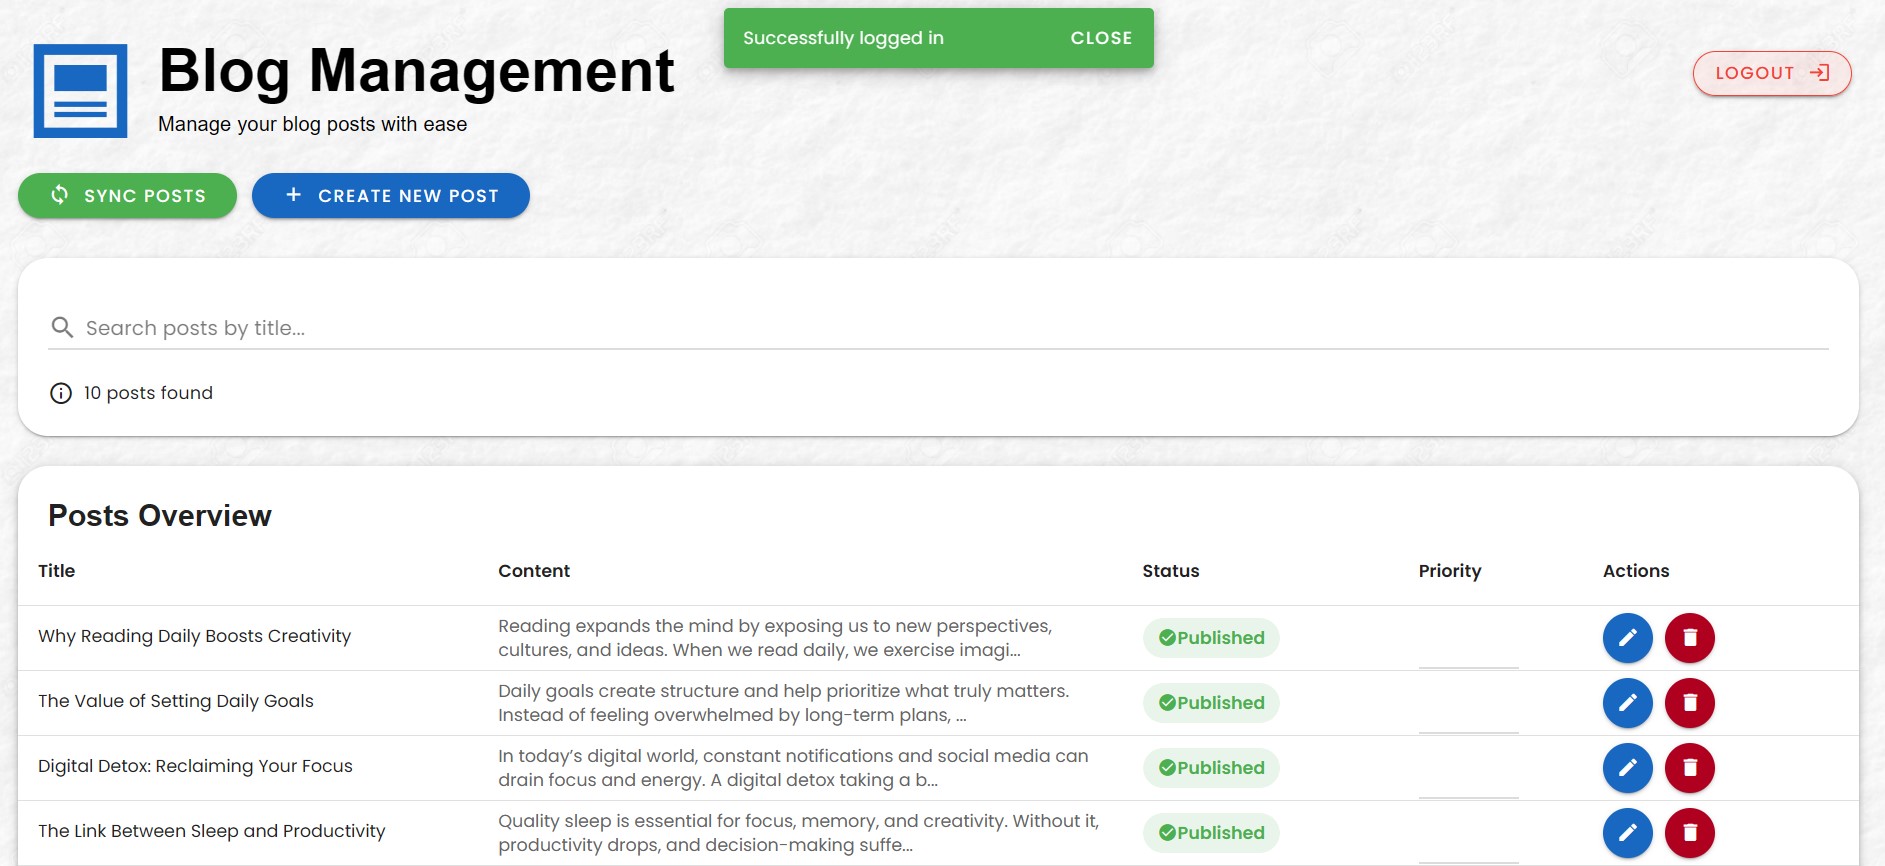 Successfully logged in CLOSE
Blog Management
Manage your blog posts with ease
LOGOUT
SYNC POSTS
CREATE NEW POST
Search posts by title...
10 posts found
Posts Overview
Title Content Status Priority Actions
Why Reading Daily Boosts Creativity
Reading expands the mind by exposing us to new perspectives,
cultures, and ideas. When we read daily, we exercise imagi...
Published
The Value of Setting Daily Goals
Daily goals create structure and help prioritize what truly matters.
Instead of feeling overwhelmed by long-term plans, ...
Published
Digital Detox: Reclaiming Your Focus
In today’s digital world, constant notifications and social media can
drain focus and energy. A digital detox taking a b...
Published
The Link Between Sleep and Productivity
Quality sleep is essential for focus, memory, and creativity. Without it,
productivity drops, and decision-making suffe...
Published